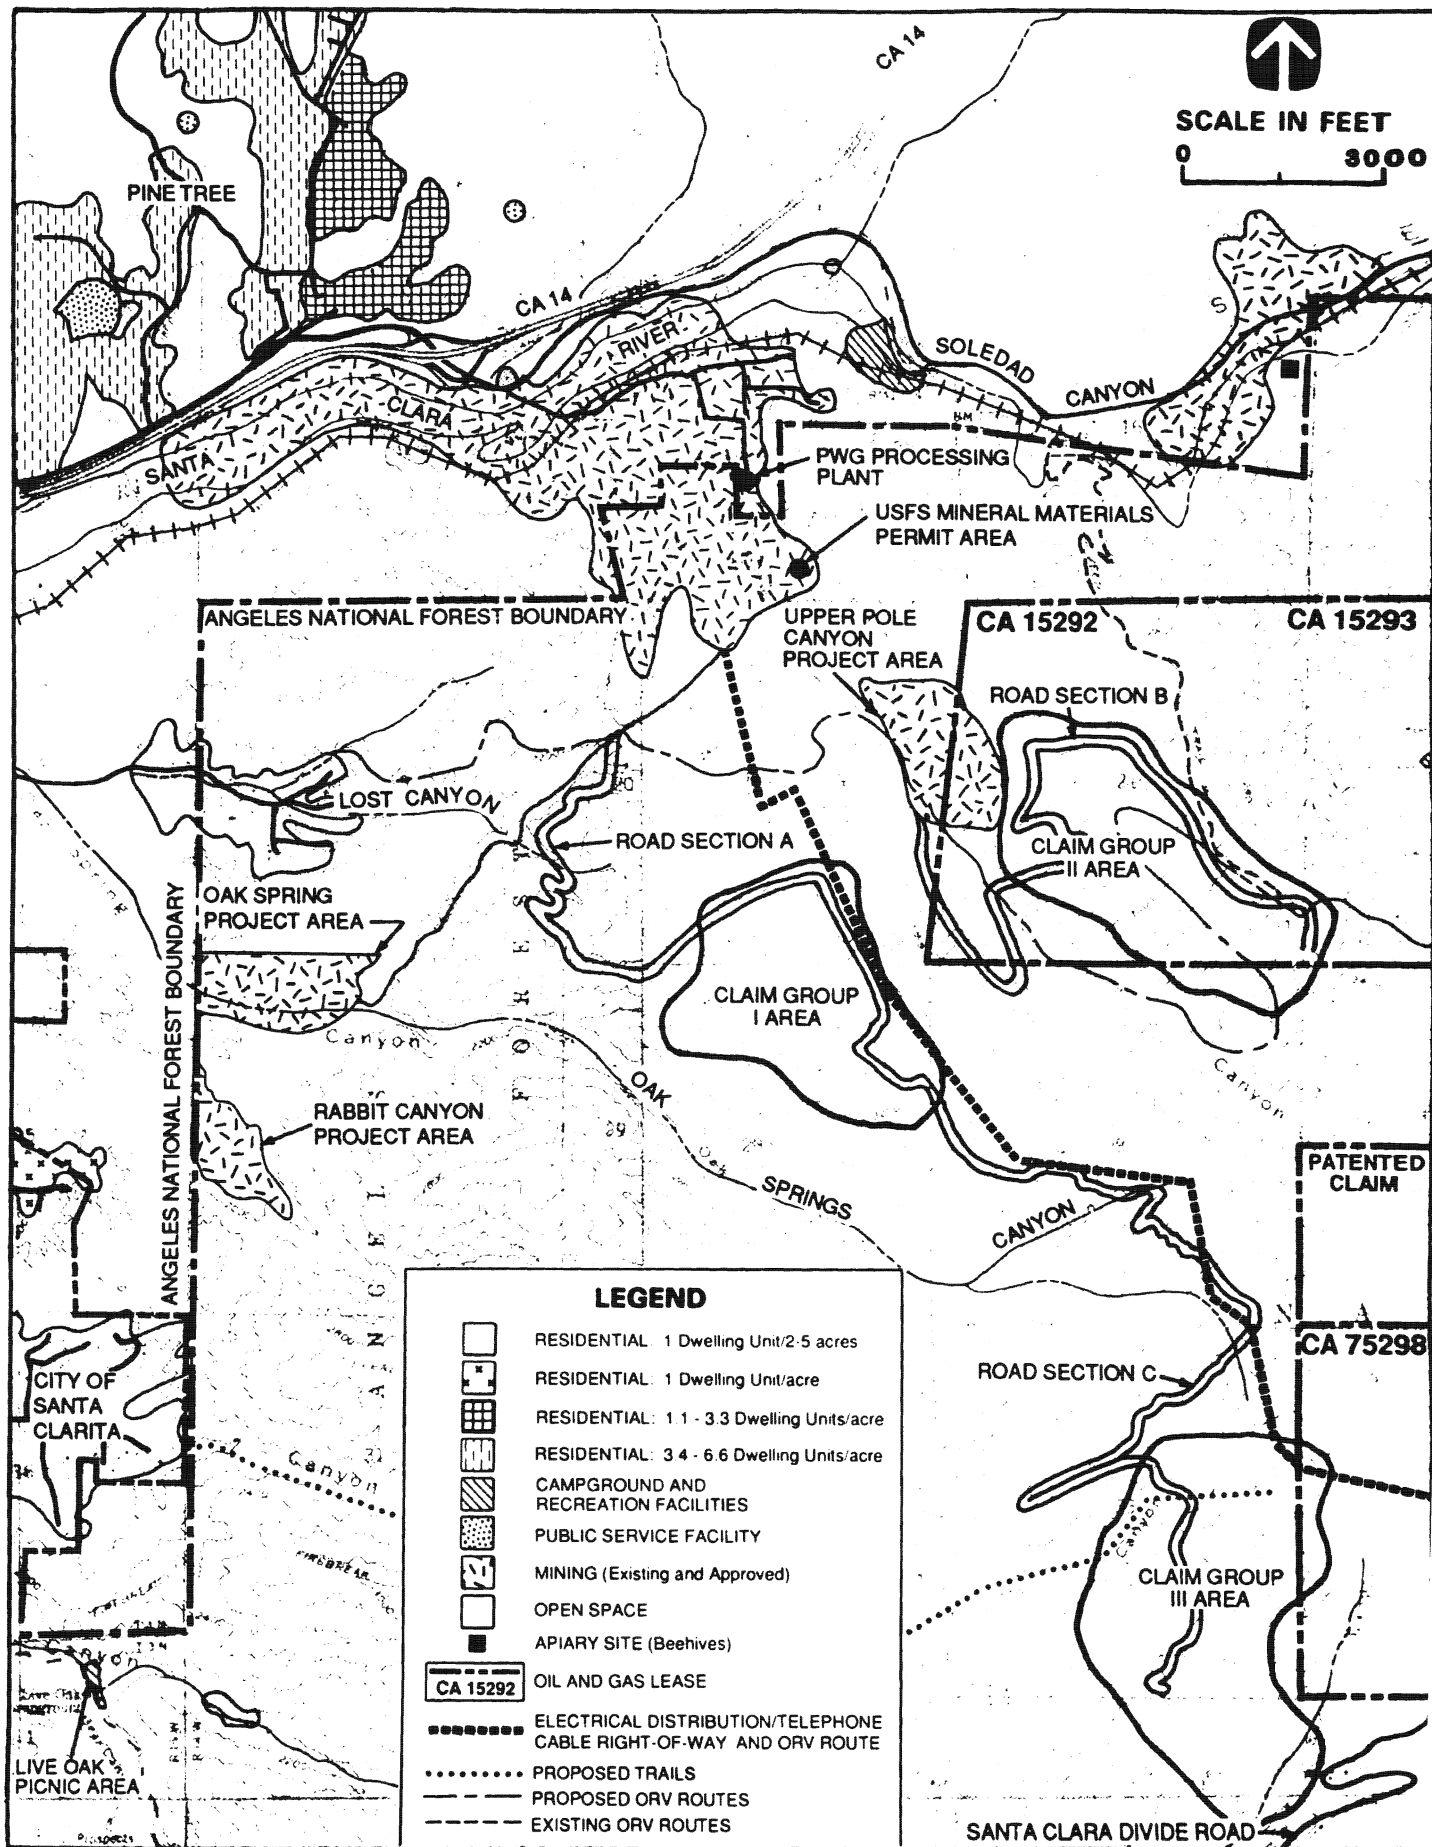 CA 14
SCALE IN FEET
0 3000
PINE TREE
CA 14
RIVER
SOLEDAD
CANYON
CLARA
SANTA
PWG PROCESSING
PLANT
USFS MINERAL MATERIALS
PERMIT AREA
ANGELES NATIONAL FOREST BOUNDARY
UPPER POLE
CANYON
PROJECT AREA
CA 15292
CA 15293
ROAD SECTION B
LOST CANYON
ROAD SECTION A
CLAIM GROUP
II AREA
OAK SPRING
PROJECT AREA
ANGELES NATIONAL FOREST BOUNDARY
CLAIM GROUP
I AREA
Canyon
FOREST
OAK
Canyon
RABBIT CANYON
PROJECT AREA
Oak
SPRINGS
CANYON
PATENTED
CLAIM
ANGEL
CA 75298
ROAD SECTION C
CITY OF
SANTA
CLARITA
Canyon
Canyon
FIREBREAK
CLAIM GROUP
III AREA
Canyon
LIVE OAK
PICNIC AREA
SANTA CLARA DIVIDE ROAD
LEGEND
RESIDENTIAL: 1 Dwelling Unit/2-5 acres
RESIDENTIAL: 1 Dwelling Unit/acre
RESIDENTIAL: 1.1 - 3.3 Dwelling Units/acre
RESIDENTIAL: 3.4 - 6.6 Dwelling Units/acre
CAMPGROUND AND
RECREATION FACILITIES
PUBLIC SERVICE FACILITY
MINING (Existing and Approved)
OPEN SPACE
APIARY SITE (Beehives)
CA 15292 OIL AND GAS LEASE
ELECTRICAL DISTRIBUTION/TELEPHONE
CABLE RIGHT-OF-WAY AND ORV ROUTE
PROPOSED TRAILS
PROPOSED ORV ROUTES
EXISTING ORV ROUTES